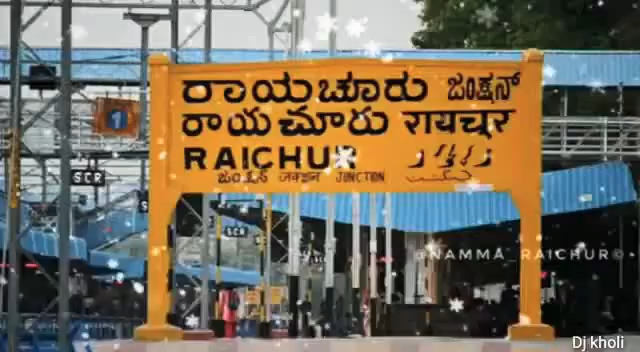 ರಾಯಚೂರು ಜಂಕ್ಷನ್
రాయచూరు रायचूर
RAICHUR
ಜಂಕ್ಷನ್ जंक्शन JUNCTION
1
SCR
SCR
@NAMMA_RAICHUR©
Dj kholi